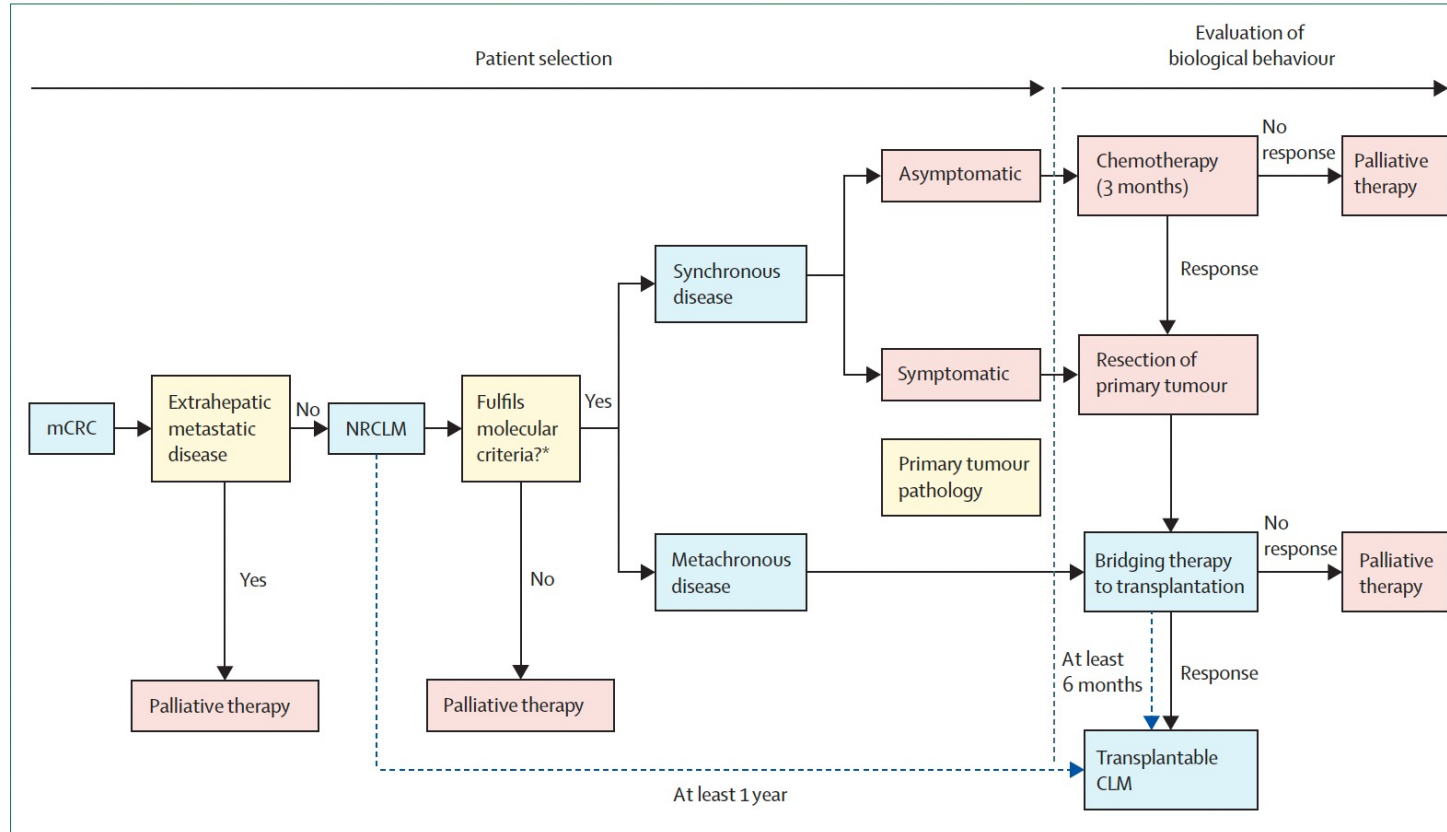 Patient selection
Evaluation of
biological behaviour
Asymptomatic
Chemotherapy
(3 months)
No
response
Palliative
therapy
Synchronous
disease
Response
Symptomatic
Resection of
primary tumour
mCRC
Extrahepatic
metastatic
disease
No
NRCLM
Fulfils
molecular
criteria?*
Yes
Primary tumour
pathology
Metachronous
disease
Bridging therapy
to transplantation
No
response
Palliative
therapy
Yes
No
At least
6 months
Response
Palliative therapy
Palliative therapy
Transplantable
CLM
At least 1 year